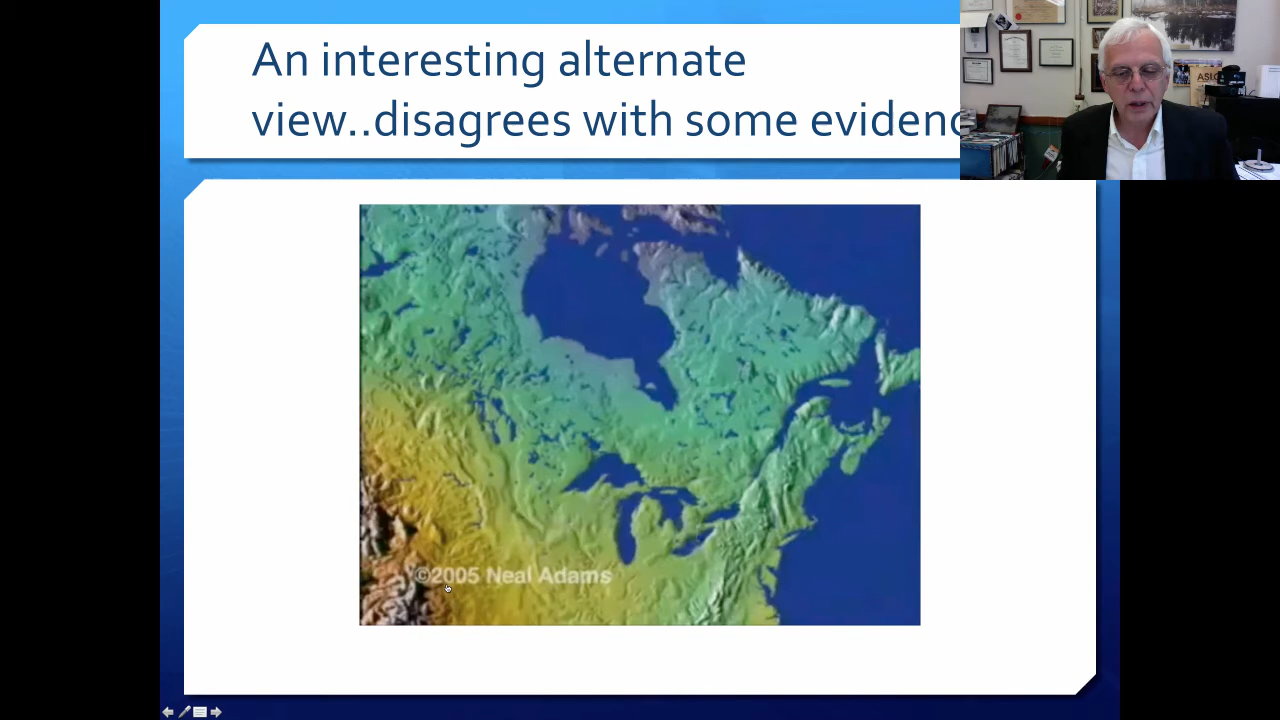 An interesting alternate
view..disagrees with some evidenc
©2005 Neal Adams